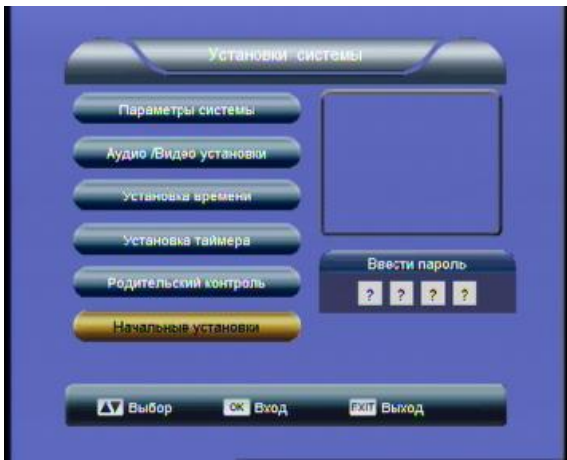 Установки системы
Параметры системы
Аудио /Видэо установки
Установка времени
Установка таймера
Родительский контроль
Начальные установки
Ввести пароль
? ? ? ?
▲▼ Выбор OK Вход EXIT Выход